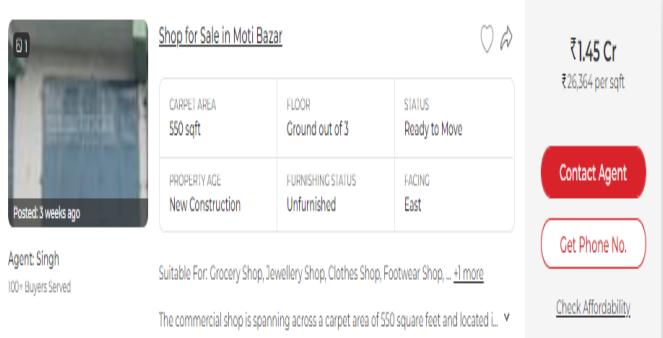 1
Posted: 3 weeks ago
Agent: Singh
100+ Buyers Served
Shop for Sale in Moti Bazar
CARPET AREA
550 sqft
FLOOR
Ground out of 3
STATUS
Ready to Move
PROPERTY AGE
New Construction
FURNISHING STATUS
Unfurnished
FACING
East
Suitable For: Grocery Shop, Jewellery Shop, Clothes Shop, Footwear Shop, ... +1 more
The commercial shop is spanning across a carpet area of 550 square feet and located i...
₹1.45 Cr
₹26,364 per sqft
Contact Agent
Get Phone No.
Check Affordability